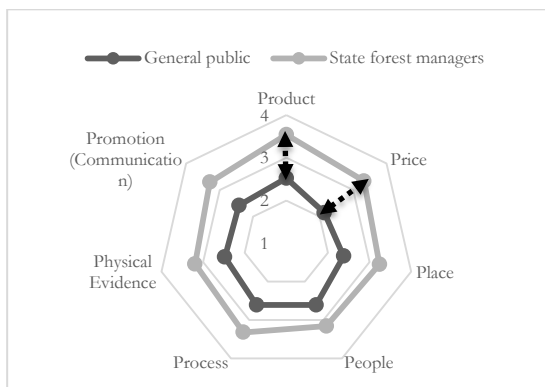 General public
State forest managers
Product
4
Promotion
(Communicatio
n)
3
Price
2
1
Physical
Evidence
Place
Process
People